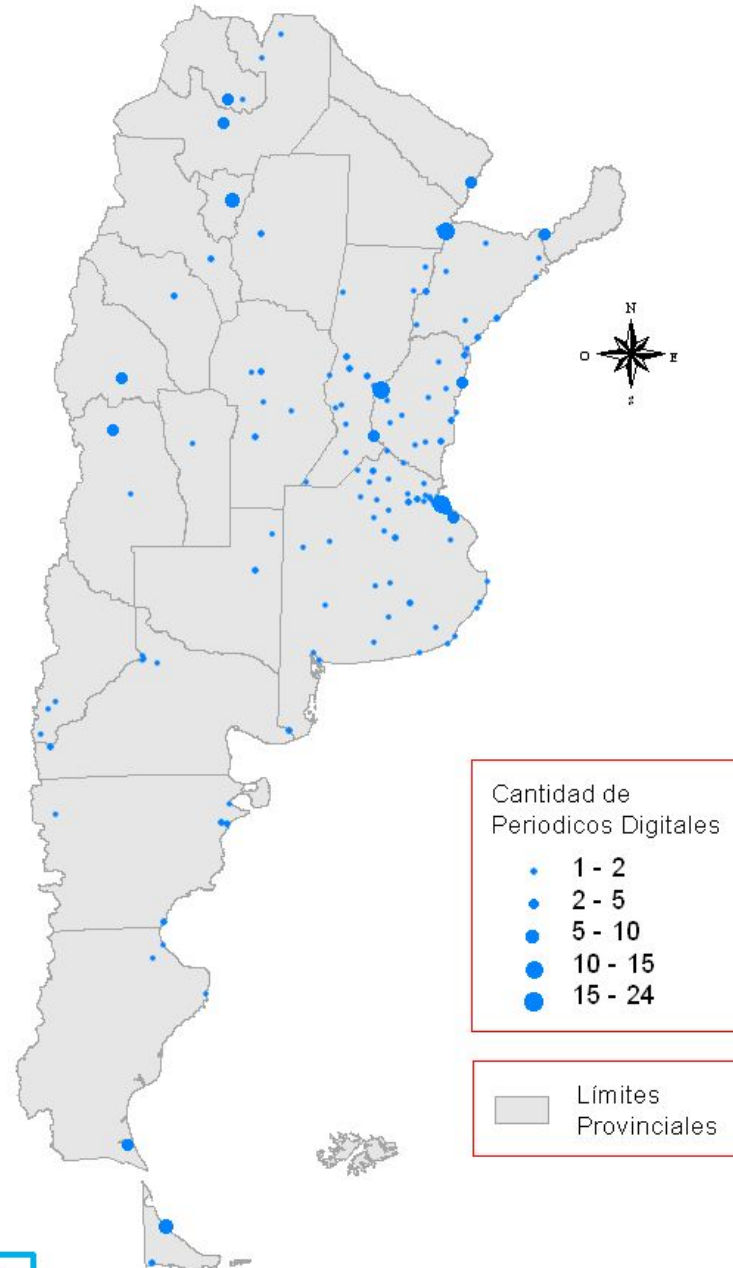 N
O
E
S
Cantidad de
Periodicos Digitales
1 - 2
2 - 5
5 - 10
10 - 15
15 - 24
Límites
Provinciales